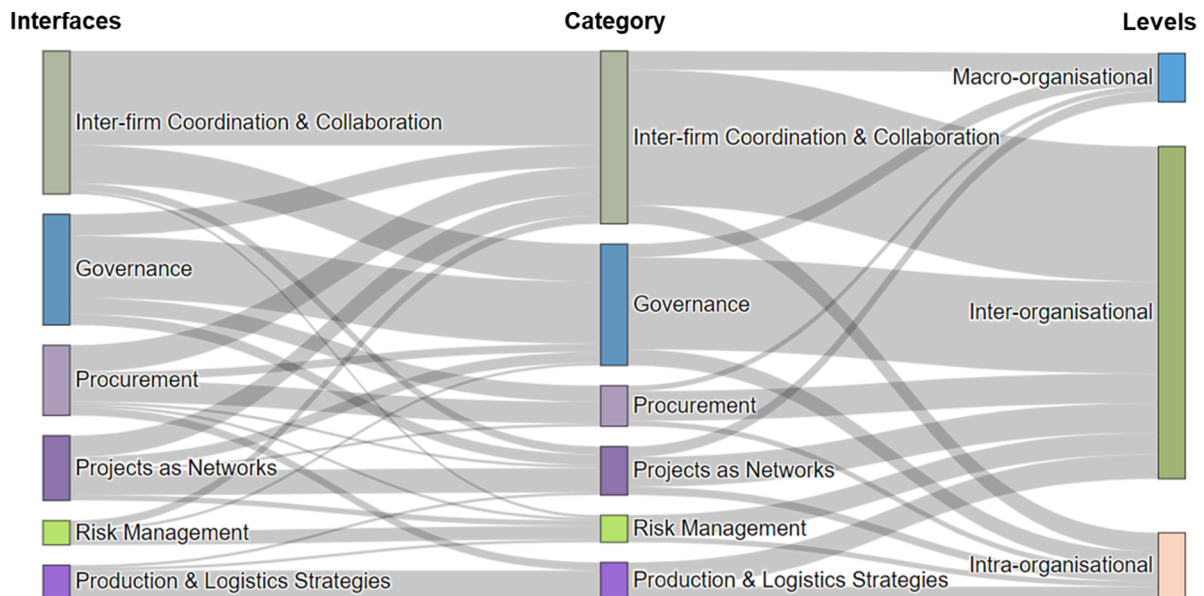 Interfaces
Category
Levels
Inter-firm Coordination & Collaboration
Governance
Procurement
Projects as Networks
Risk Management
Production & Logistics Strategies
Inter-firm Coordination & Collaboration
Governance
Procurement
Projects as Networks
Risk Management
Production & Logistics Strategies
Macro-organisational
Inter-organisational
Intra-organisational